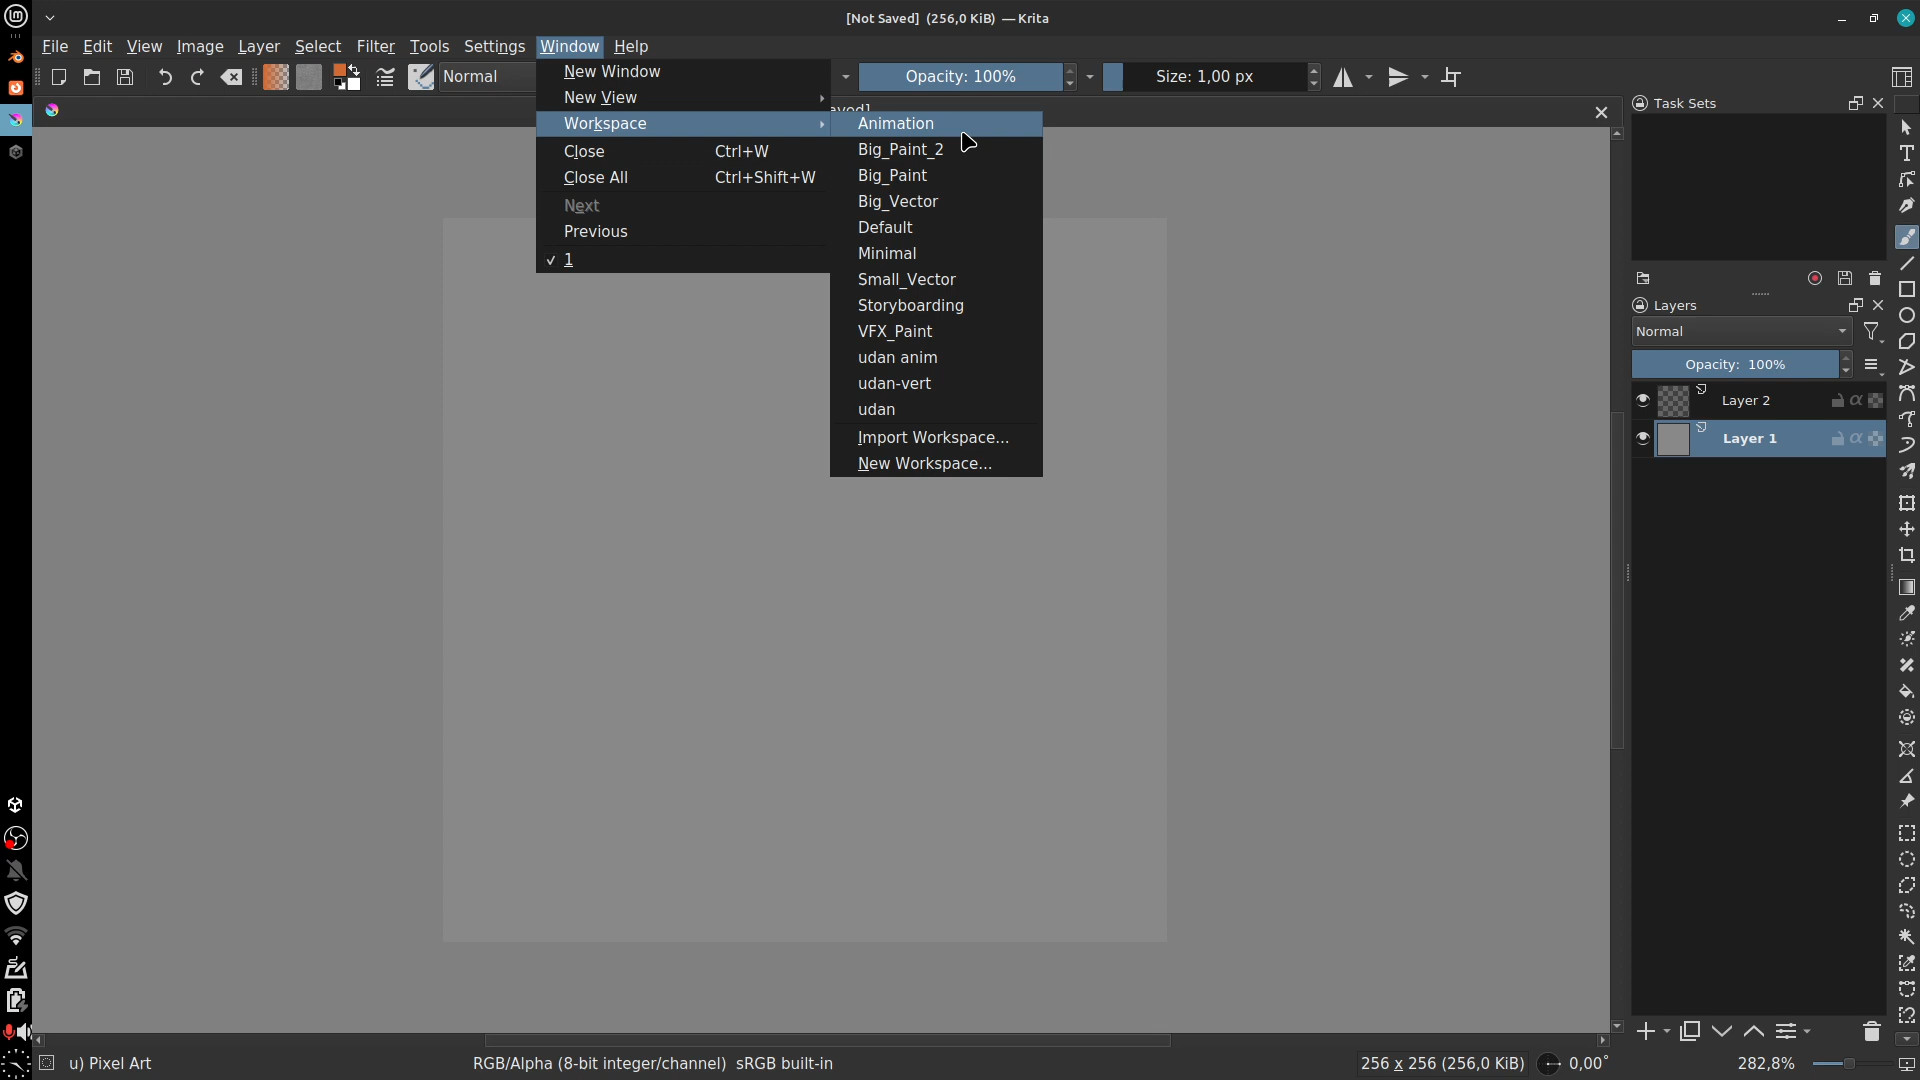 [Not Saved] (256,0 KiB) — Krita
File Edit View Image Layer Select Filter Tools Settings Window Help
Normal
Opacity: 100%
Size: 1,00 px
New Window
New View
Workspace
Close Ctrl+W
Close All Ctrl+Shift+W
Next
Previous
✓ 1
Animation
Big_Paint_2
Big_Paint
Big_Vector
Default
Minimal
Small_Vector
Storyboarding
VFX_Paint
udan anim
udan-vert
udan
Import Workspace...
New Workspace...
Task Sets
Layers
Normal
Opacity: 100%
Layer 2
Layer 1
u) Pixel Art
RGB/Alpha (8-bit integer/channel) sRGB built-in
256 x 256 (256,0 KiB)
0,00°
282,8%